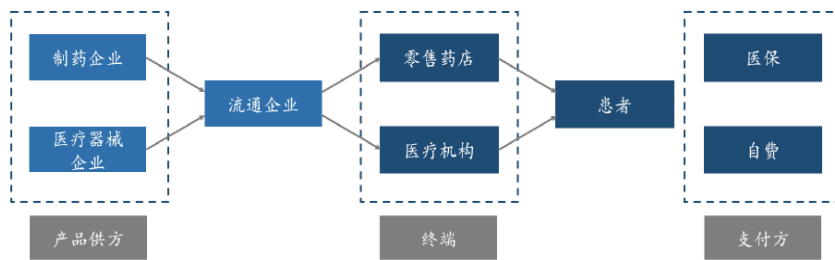 制药企业
零售药店
医保
流通企业
患者
医疗器械
企业
医疗机构
自费
产品供方
终端
支付方